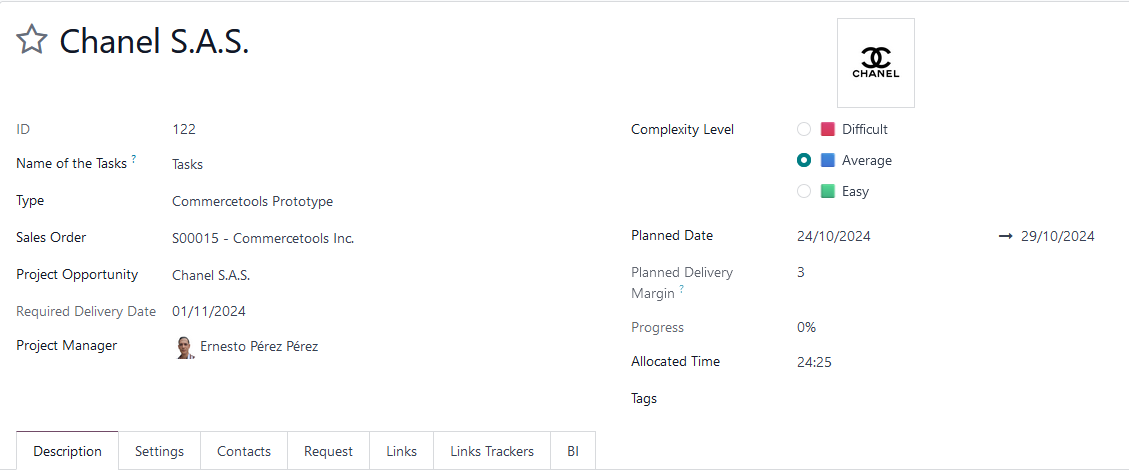 Chanel S.A.S.
CHANEL
ID 122
Name of the Tasks ? Tasks
Type Commercetools Prototype
Sales Order S00015 - Commercetools Inc.
Project Opportunity Chanel S.A.S.
Required Delivery Date 01/11/2024
Project Manager Ernesto Pérez Pérez
Complexity Level Difficult
Average
Easy
Planned Date 24/10/2024 → 29/10/2024
Planned Delivery
Margin ? 3
Progress 0%
Allocated Time 24:25
Tags
Description Settings Contacts Request Links Links Trackers BI